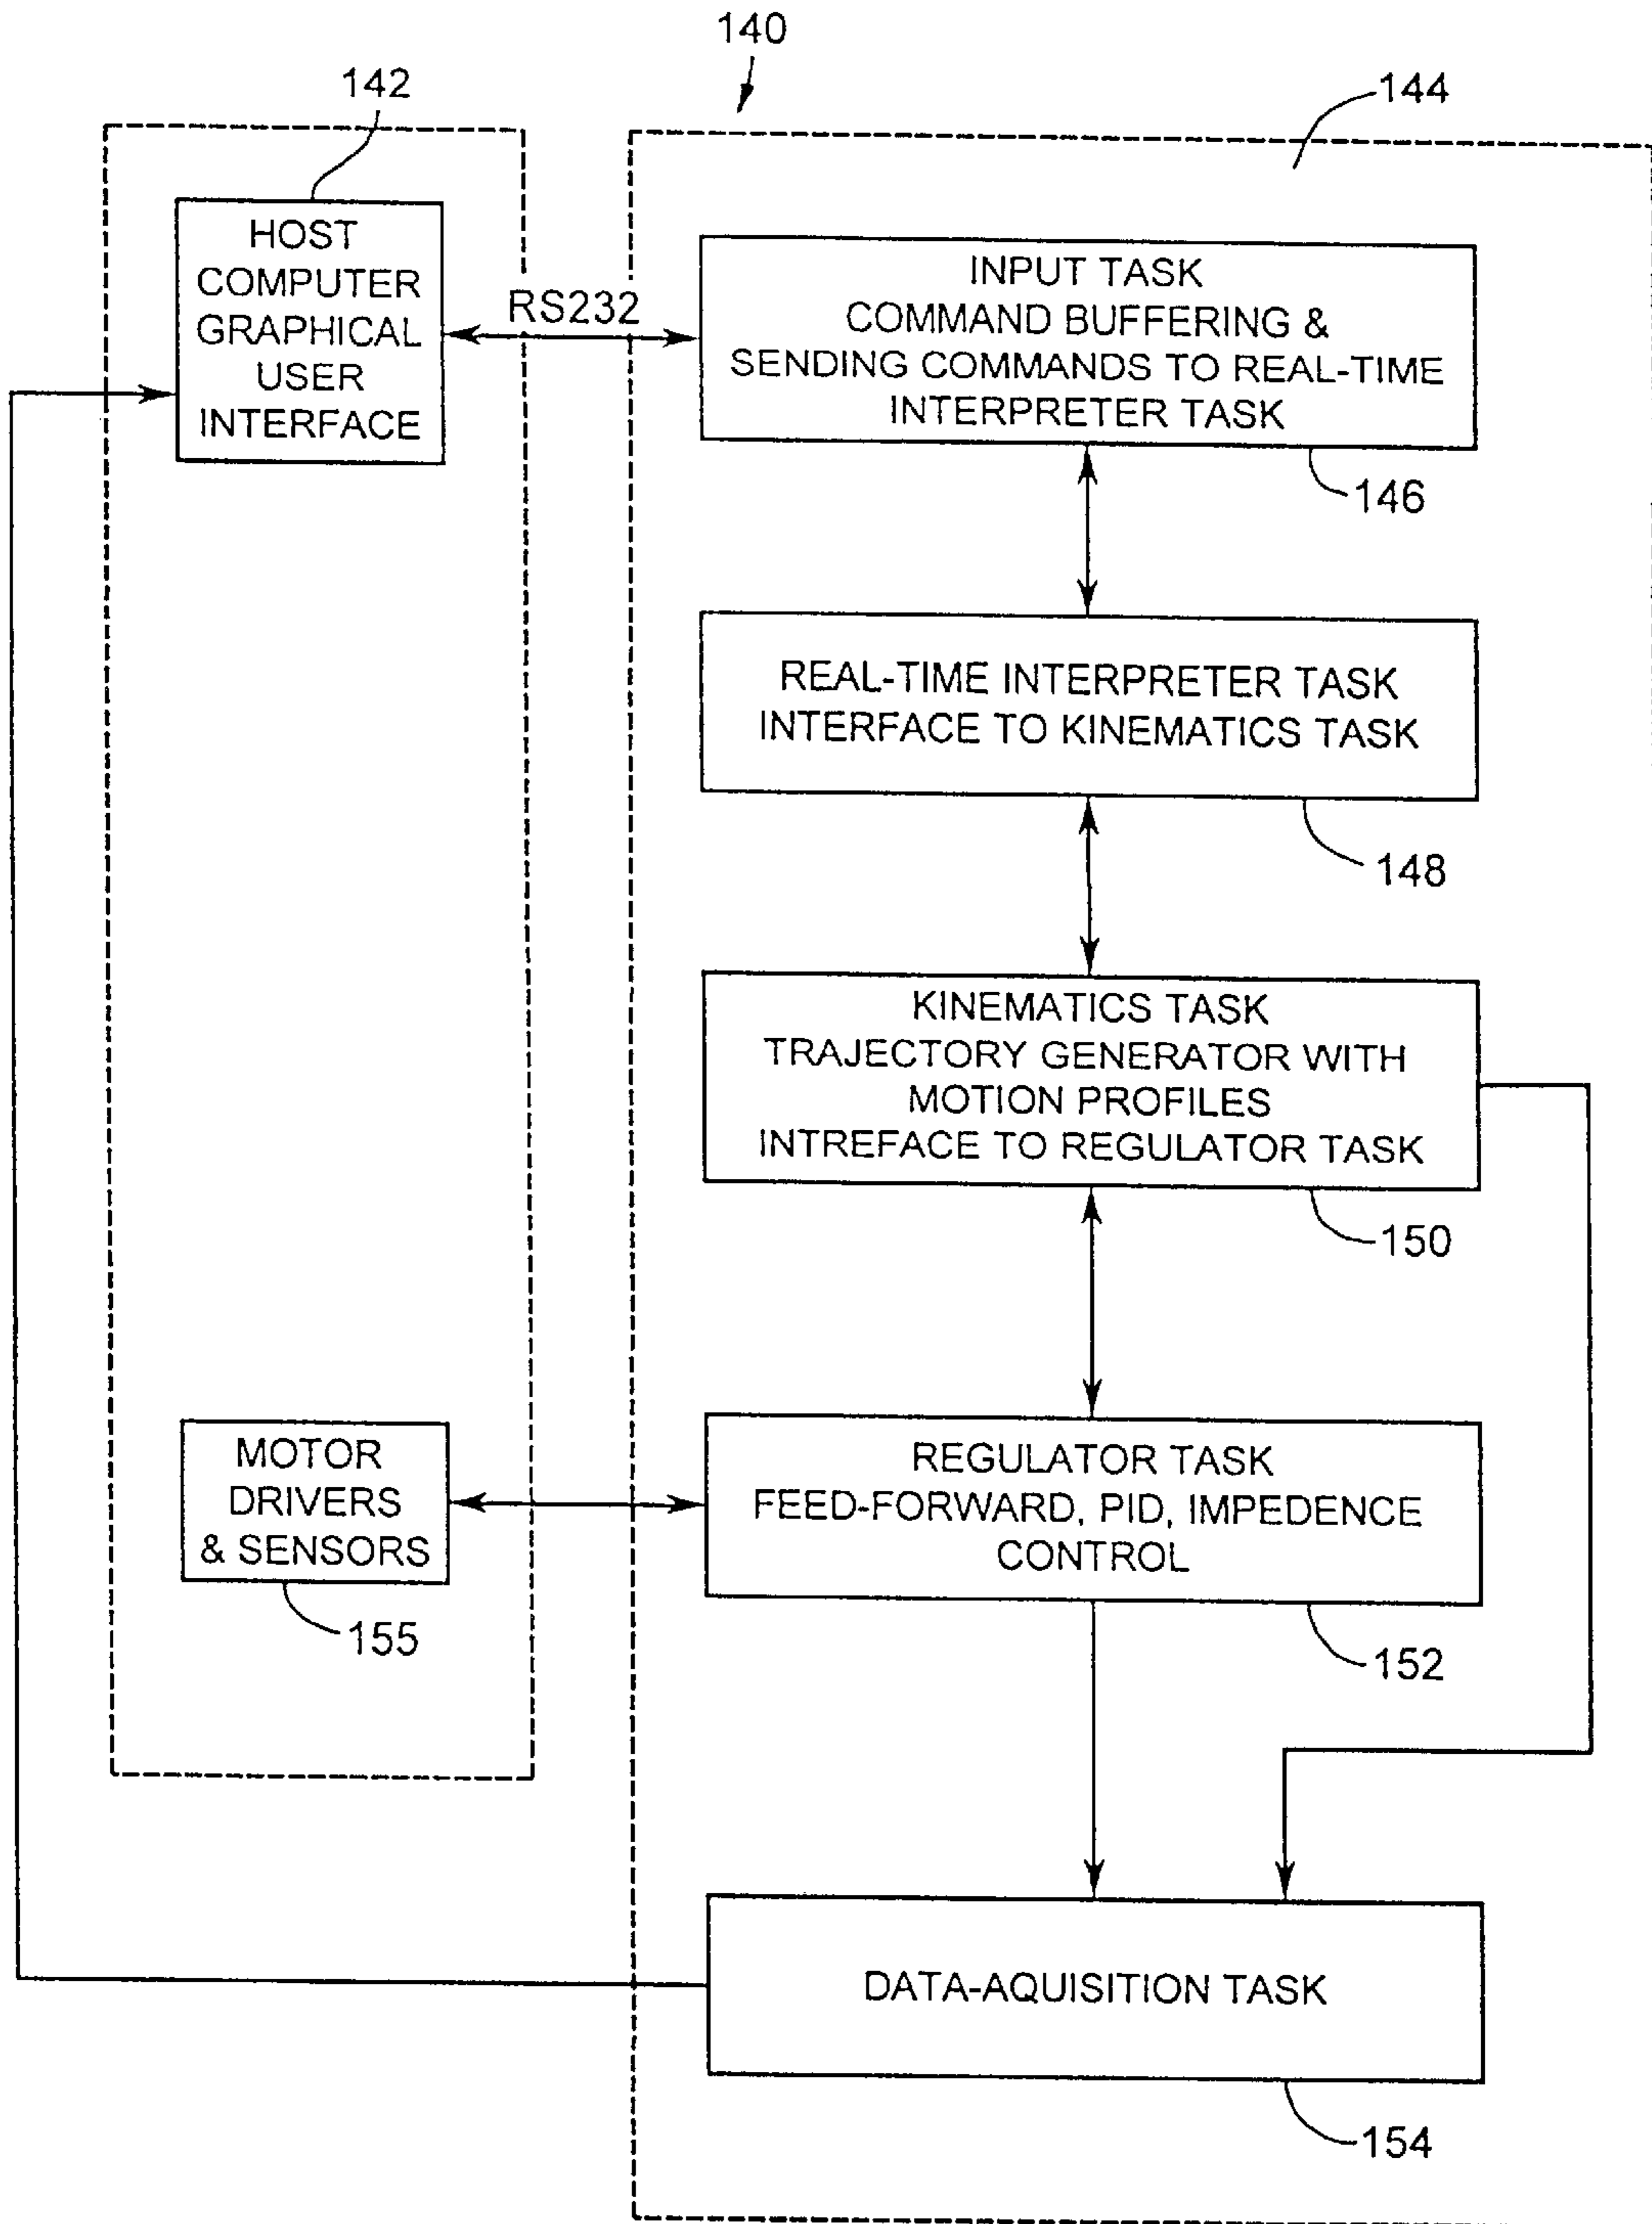 140
142
144
HOST
COMPUTER
GRAPHICAL
USER
INTERFACE
RS232
INPUT TASK
COMMAND BUFFERING &
SENDING COMMANDS TO REAL-TIME
INTERPRETER TASK
146
REAL-TIME INTERPRETER TASK
INTERFACE TO KINEMATICS TASK
148
KINEMATICS TASK
TRAJECTORY GENERATOR WITH
MOTION PROFILES
INTREFACE TO REGULATOR TASK
150
MOTOR
DRIVERS
& SENSORS
155
REGULATOR TASK
FEED-FORWARD, PID, IMPEDENCE
CONTROL
152
DATA-AQUISITION TASK
154